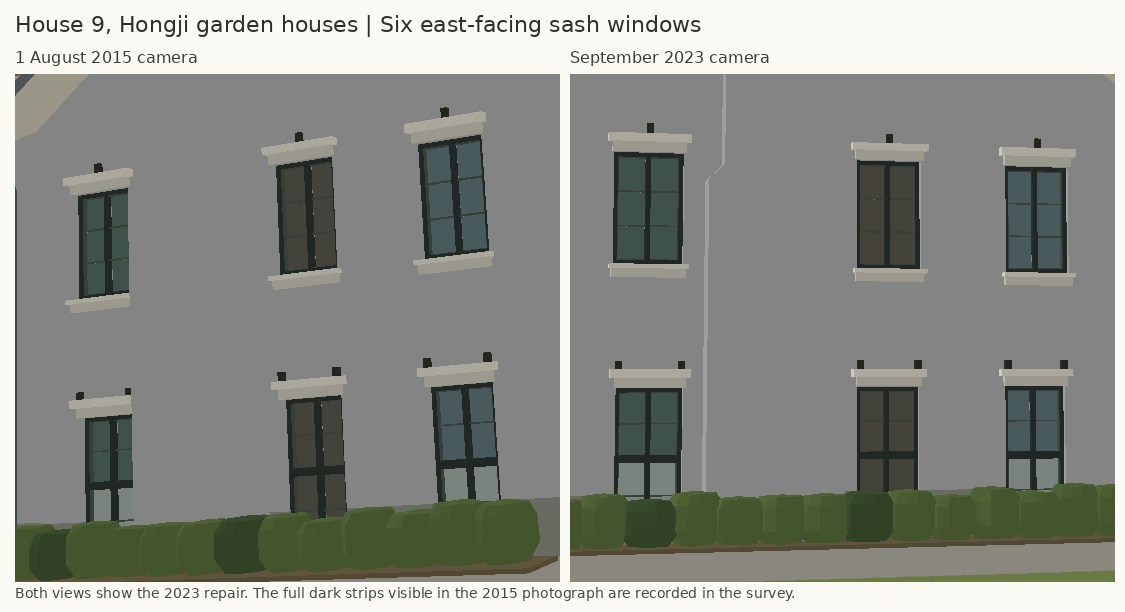 House 9, Hongji garden houses | Six east-facing sash windows
1 August 2015 camera
September 2023 camera
Both views show the 2023 repair. The full dark strips visible in the 2015 photograph are recorded in the survey.